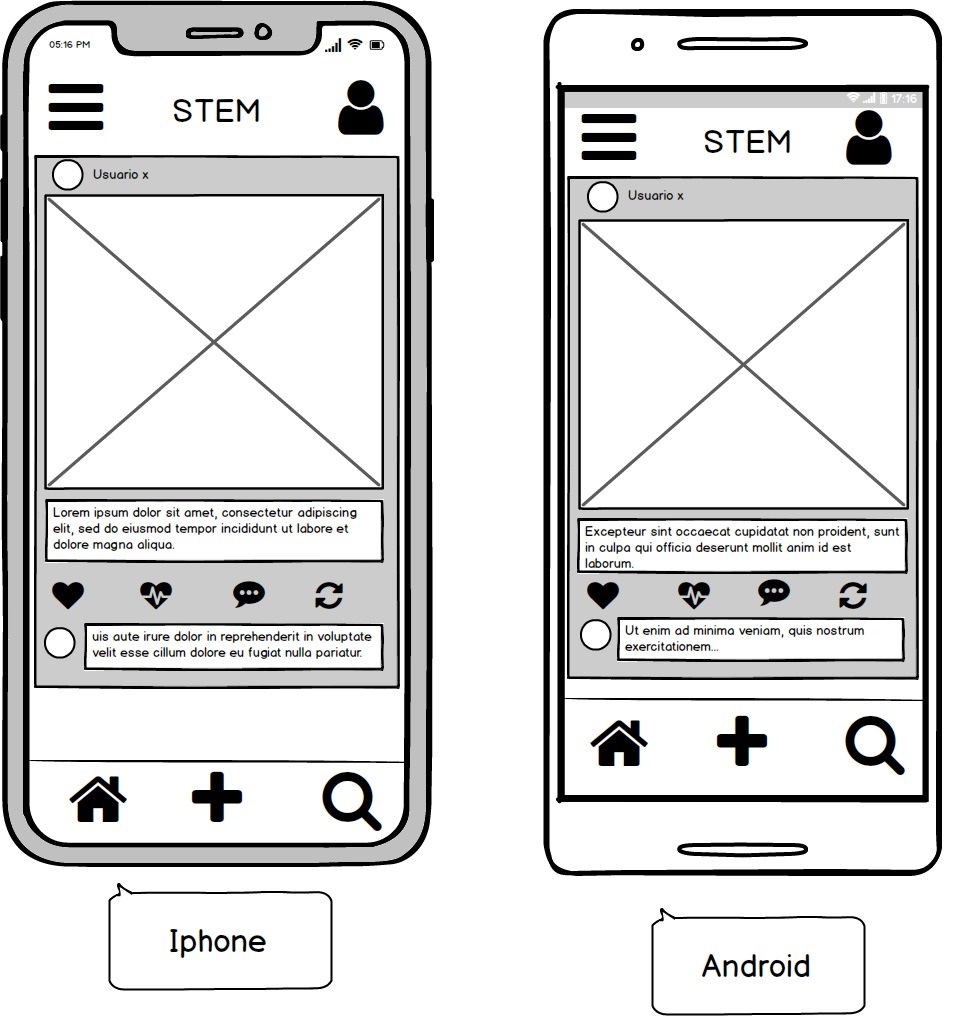 05:16 PM
STEM
Usuario x
Lorem ipsum dolor sit amet, consectetur adipiscing
elit, sed do eiusmod tempor incididunt ut labore et
dolore magna aliqua.
uis aute irure dolor in reprehenderit in voluptate
velit esse cillum dolore eu fugiat nulla pariatur.
Iphone
17:16
STEM
Usuario x
Excepteur sint occaecat cupidatat non proident, sunt
in culpa qui officia deserunt mollit anim id est
laborum.
Ut enim ad minima veniam, quis nostrum
exercitationem...
Android